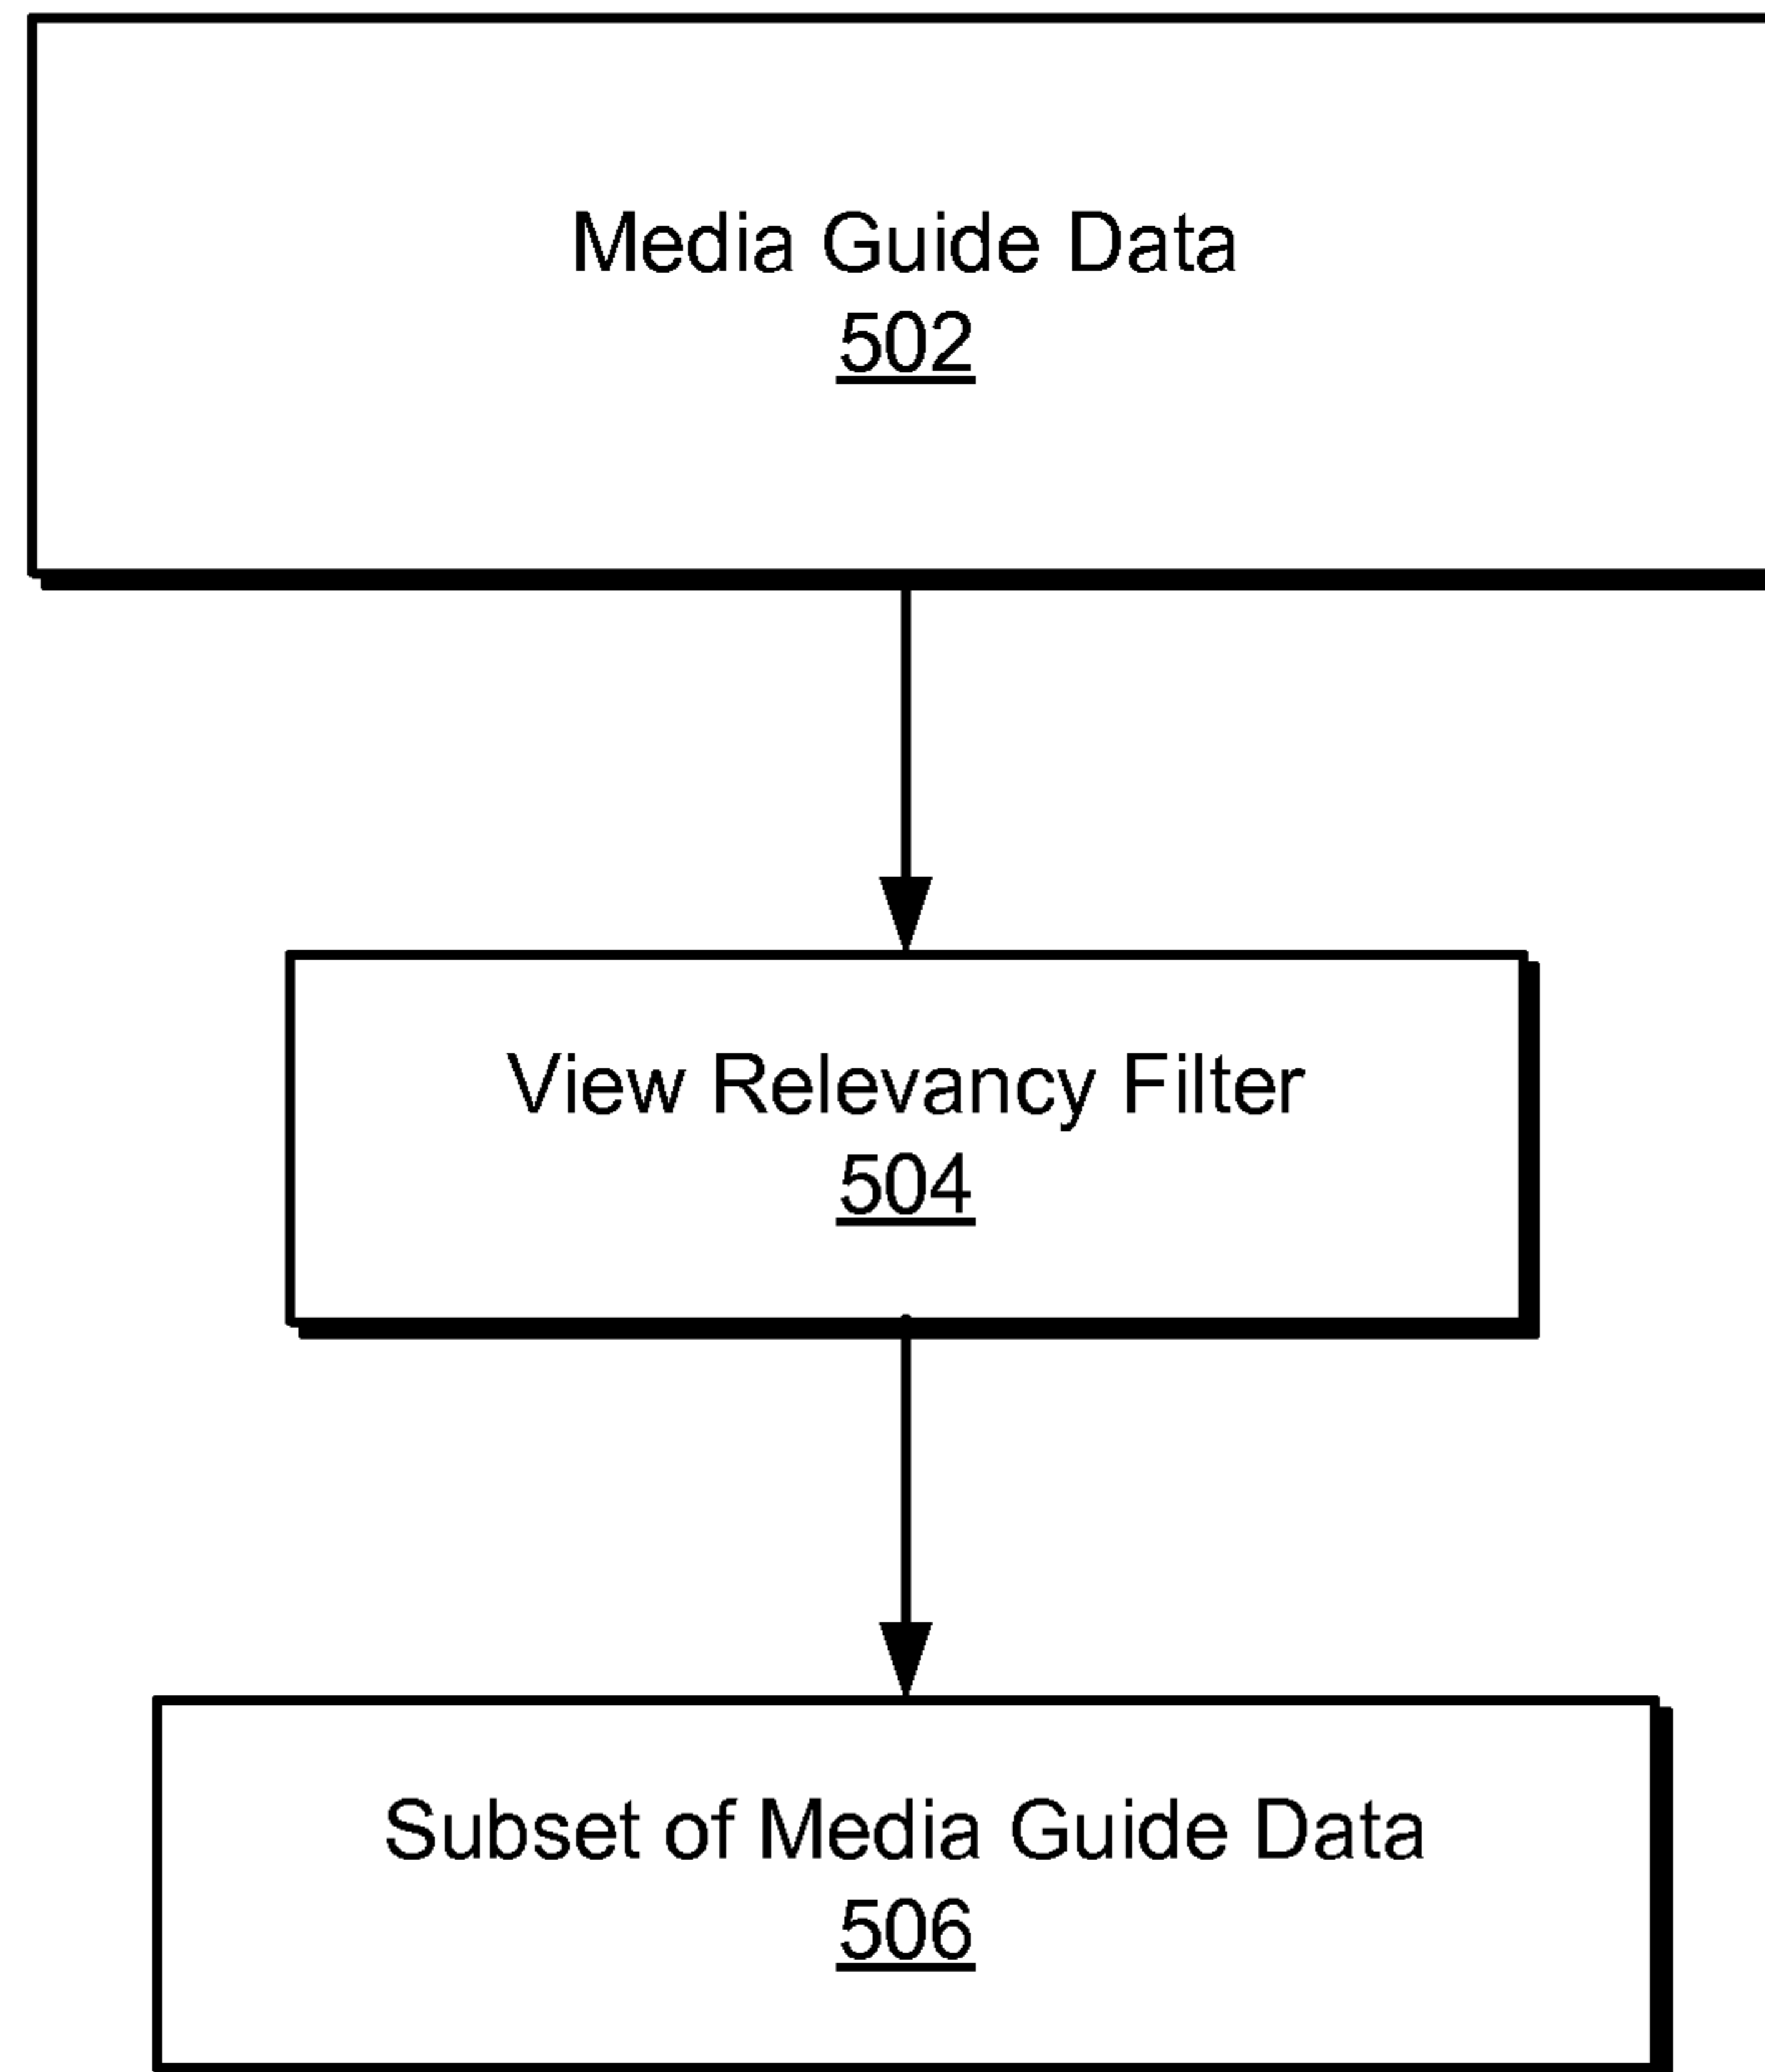 Media Guide Data
502
View Relevancy Filter
504
Subset of Media Guide Data
506